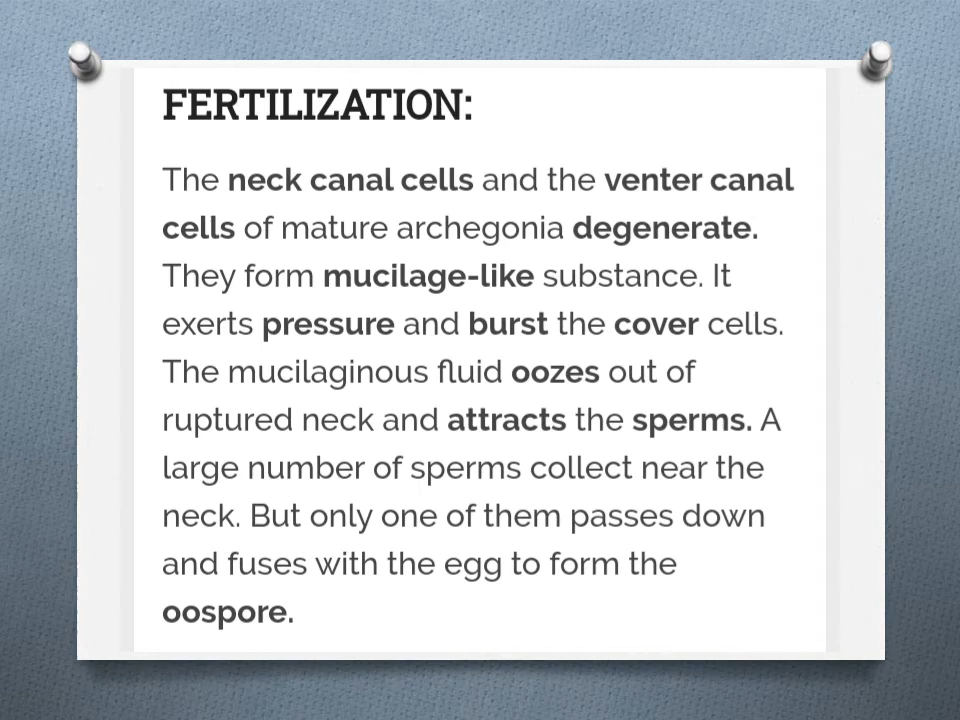 FERTILIZATION:
The neck canal cells and the venter canal
cells of mature archegonia degenerate.
They form mucilage-like substance. It
exerts pressure and burst the cover cells.
The mucilaginous fluid oozes out of
ruptured neck and attracts the sperms. A
large number of sperms collect near the
neck. But only one of them passes down
and fuses with the egg to form the
oospore.